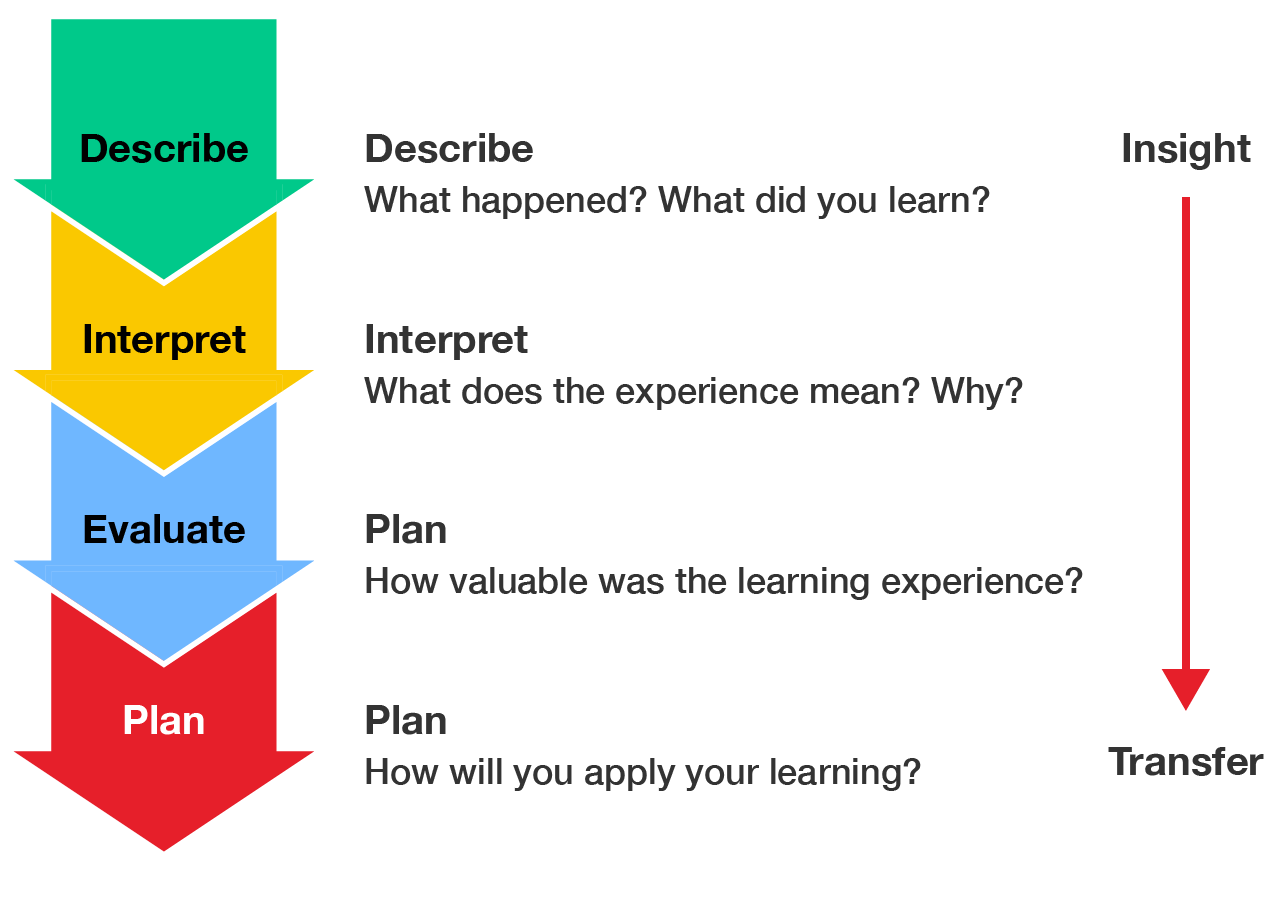 Describe
Describe
What happened? What did you learn?
Insight
Interpret
Interpret
What does the experience mean? Why?
Evaluate
Plan
How valuable was the learning experience?
Plan
Plan
How will you apply your learning?
Transfer